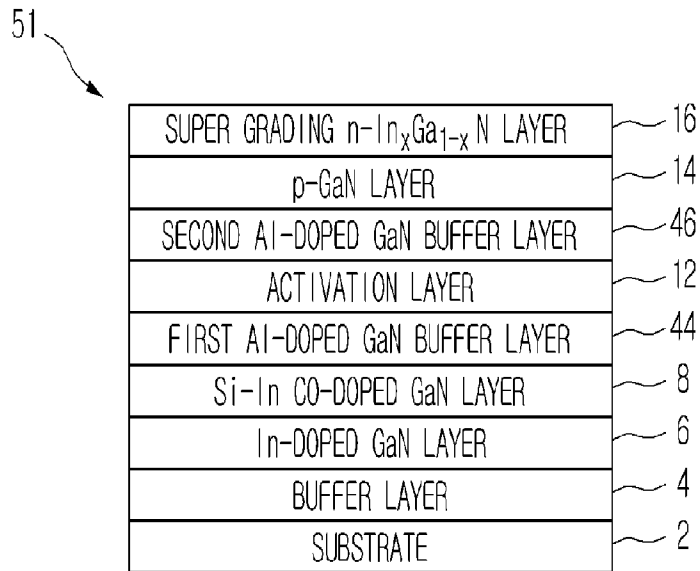 51
SUPER GRADING n-InₓGa₁₋ₓ N LAYER 16
p-GaN LAYER 14
SECOND Al-DOPED GaN BUFFER LAYER 46
ACTIVATION LAYER 12
FIRST Al-DOPED GaN BUFFER LAYER 44
Si-In CO-DOPED GaN LAYER 8
In-DOPED GaN LAYER 6
BUFFER LAYER 4
SUBSTRATE 2